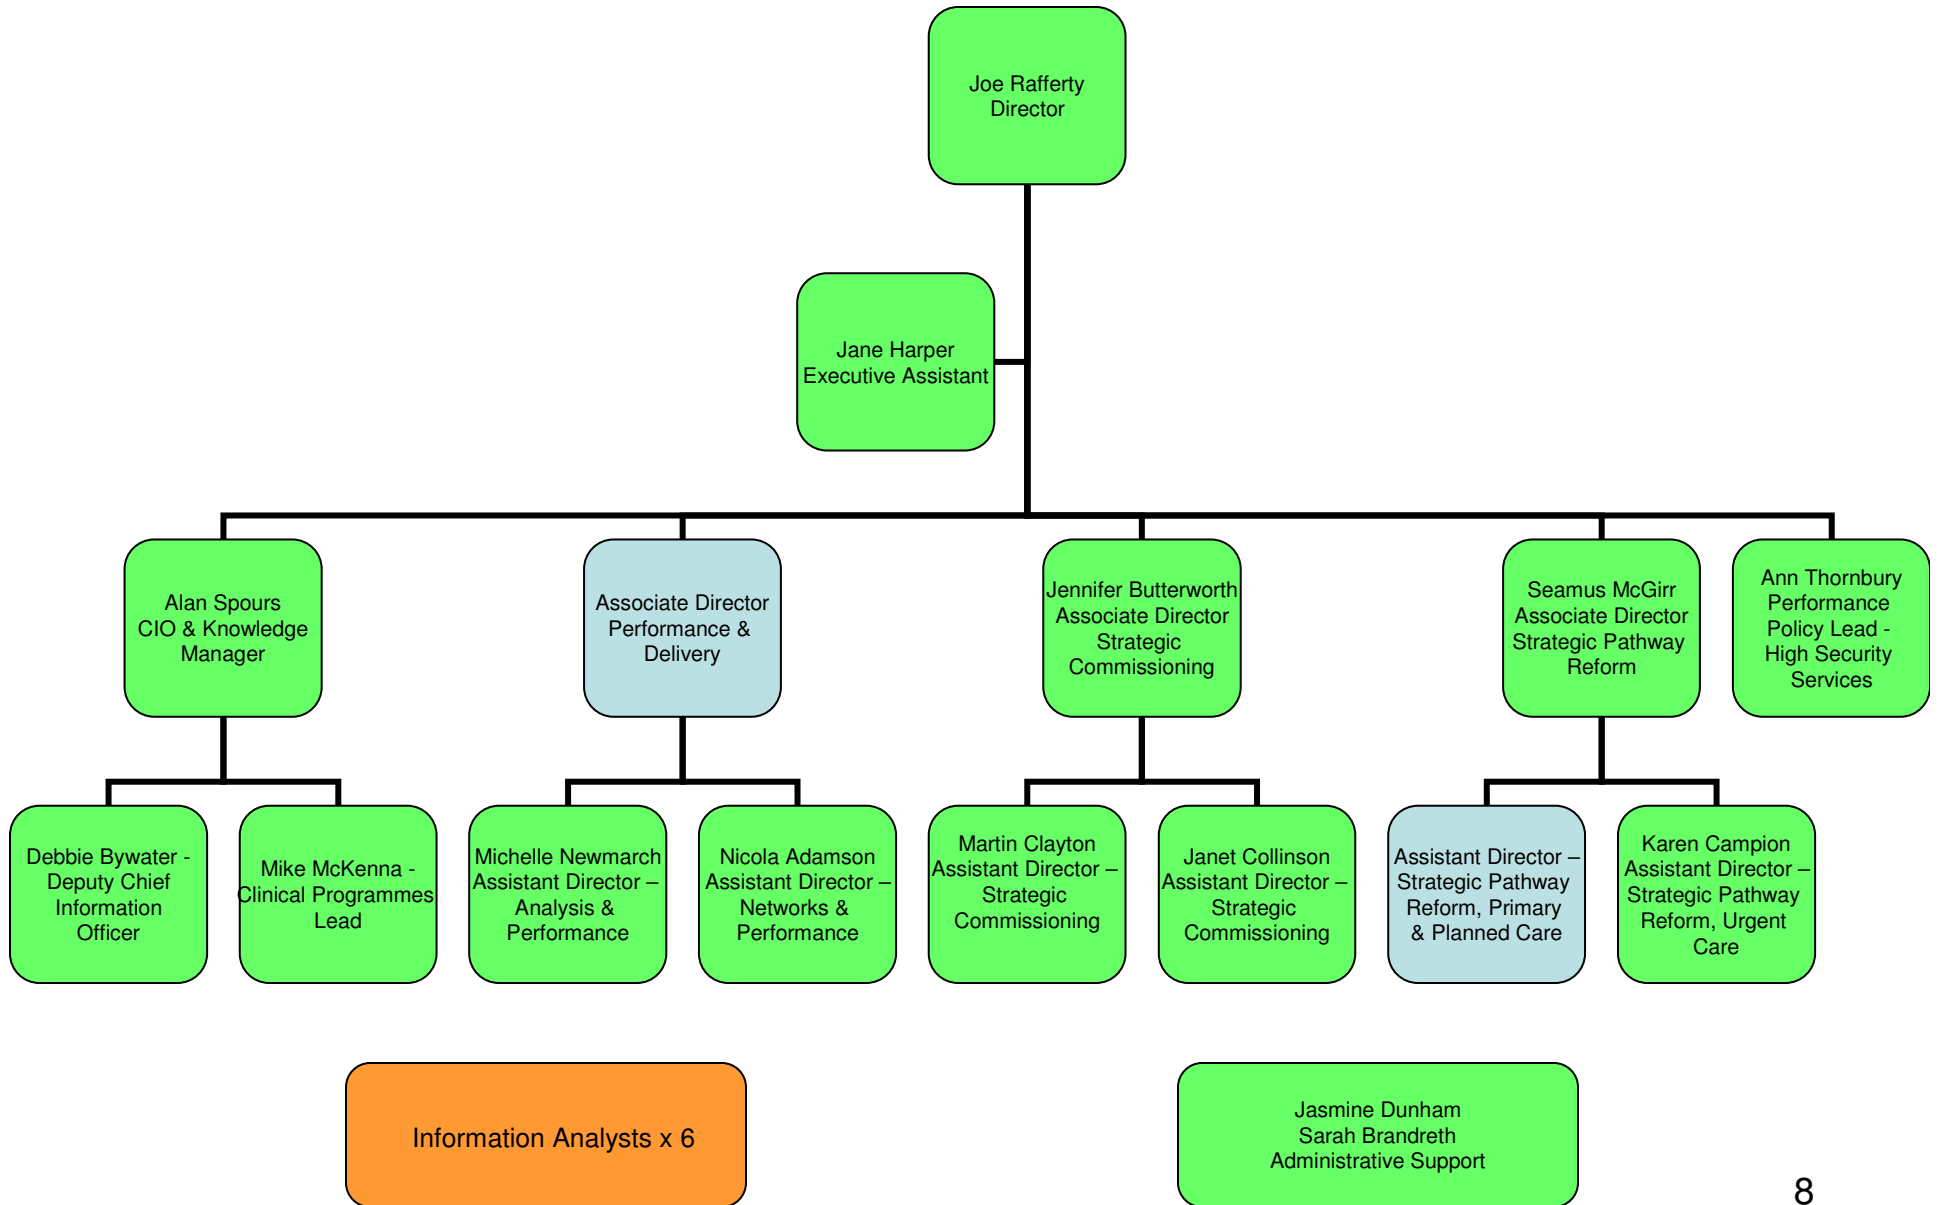 Joe Rafferty
Director
Jane Harper
Executive Assistant
Alan Spours
CIO & Knowledge
Manager
Associate Director
Performance &
Delivery
Jennifer Butterworth
Associate Director
Strategic
Commissioning
Seamus McGirr
Associate Director
Strategic Pathway
Reform
Ann Thornbury
Performance
Policy Lead -
High Security
Services
Debbie Bywater -
Deputy Chief
Information
Officer
Mike McKenna -
Clinical Programmes
Lead
Michelle Newmarch
Assistant Director –
Analysis &
Performance
Nicola Adamson
Assistant Director –
Networks &
Performance
Martin Clayton
Assistant Director –
Strategic
Commissioning
Janet Collinson
Assistant Director –
Strategic
Commissioning
Assistant Director –
Strategic Pathway
Reform, Primary
& Planned Care
Karen Campion
Assistant Director –
Strategic Pathway
Reform, Urgent
Care
Information Analysts x 6
Jasmine Dunham
Sarah Brandreth
Administrative Support
8